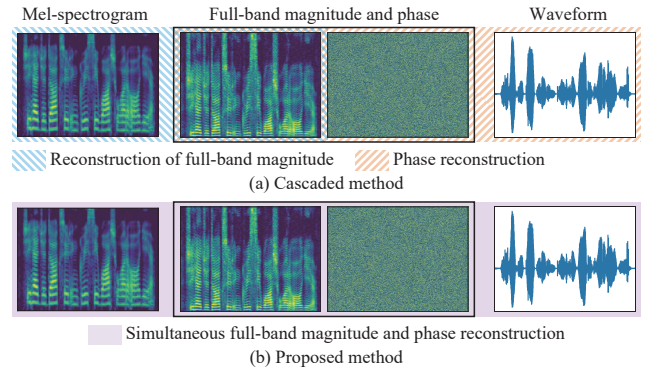 Mel-spectrogram Full-band magnitude and phase Waveform
Reconstruction of full-band magnitude Phase reconstruction
(a) Cascaded method
Simultaneous full-band magnitude and phase reconstruction
(b) Proposed method